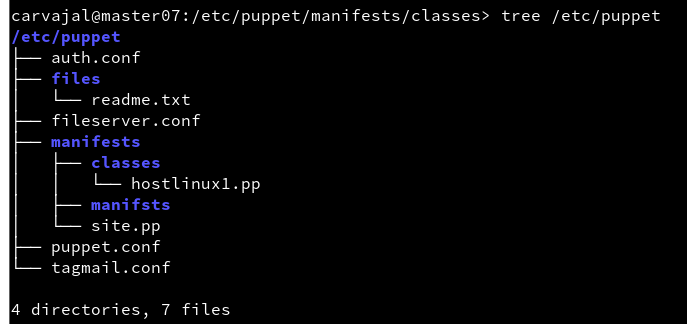 carvajal@master07:/etc/puppet/manifests/classes> tree /etc/puppet
/etc/puppet
├── auth.conf
├── files
│   └── readme.txt
├── fileserver.conf
├── manifests
│   ├── classes
│   │   └── hostlinux1.pp
│   ├── manifsts
│   └── site.pp
├── puppet.conf
└── tagmail.conf

4 directories, 7 files